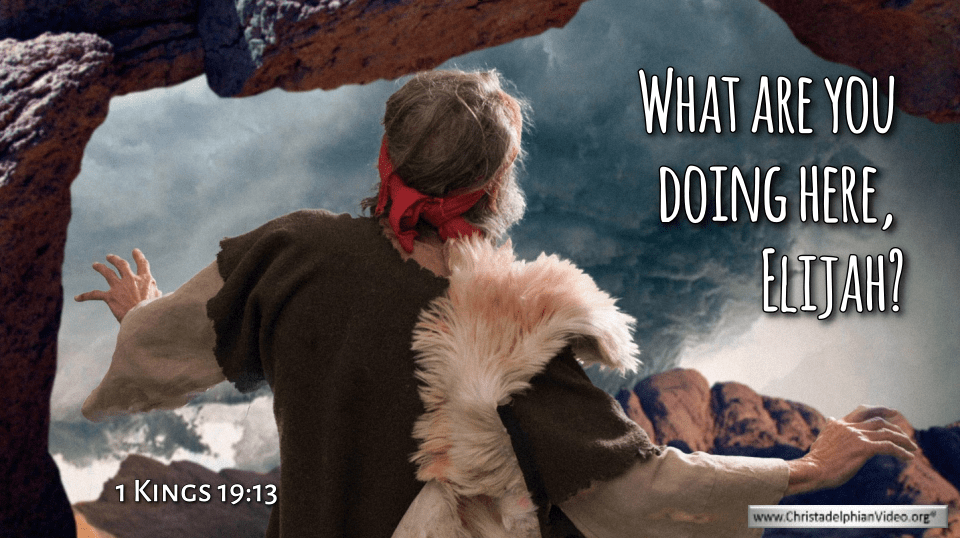 What are you
doing here,
Elijah?
1 Kings 19:13
www.ChristadelphianVideo.org®